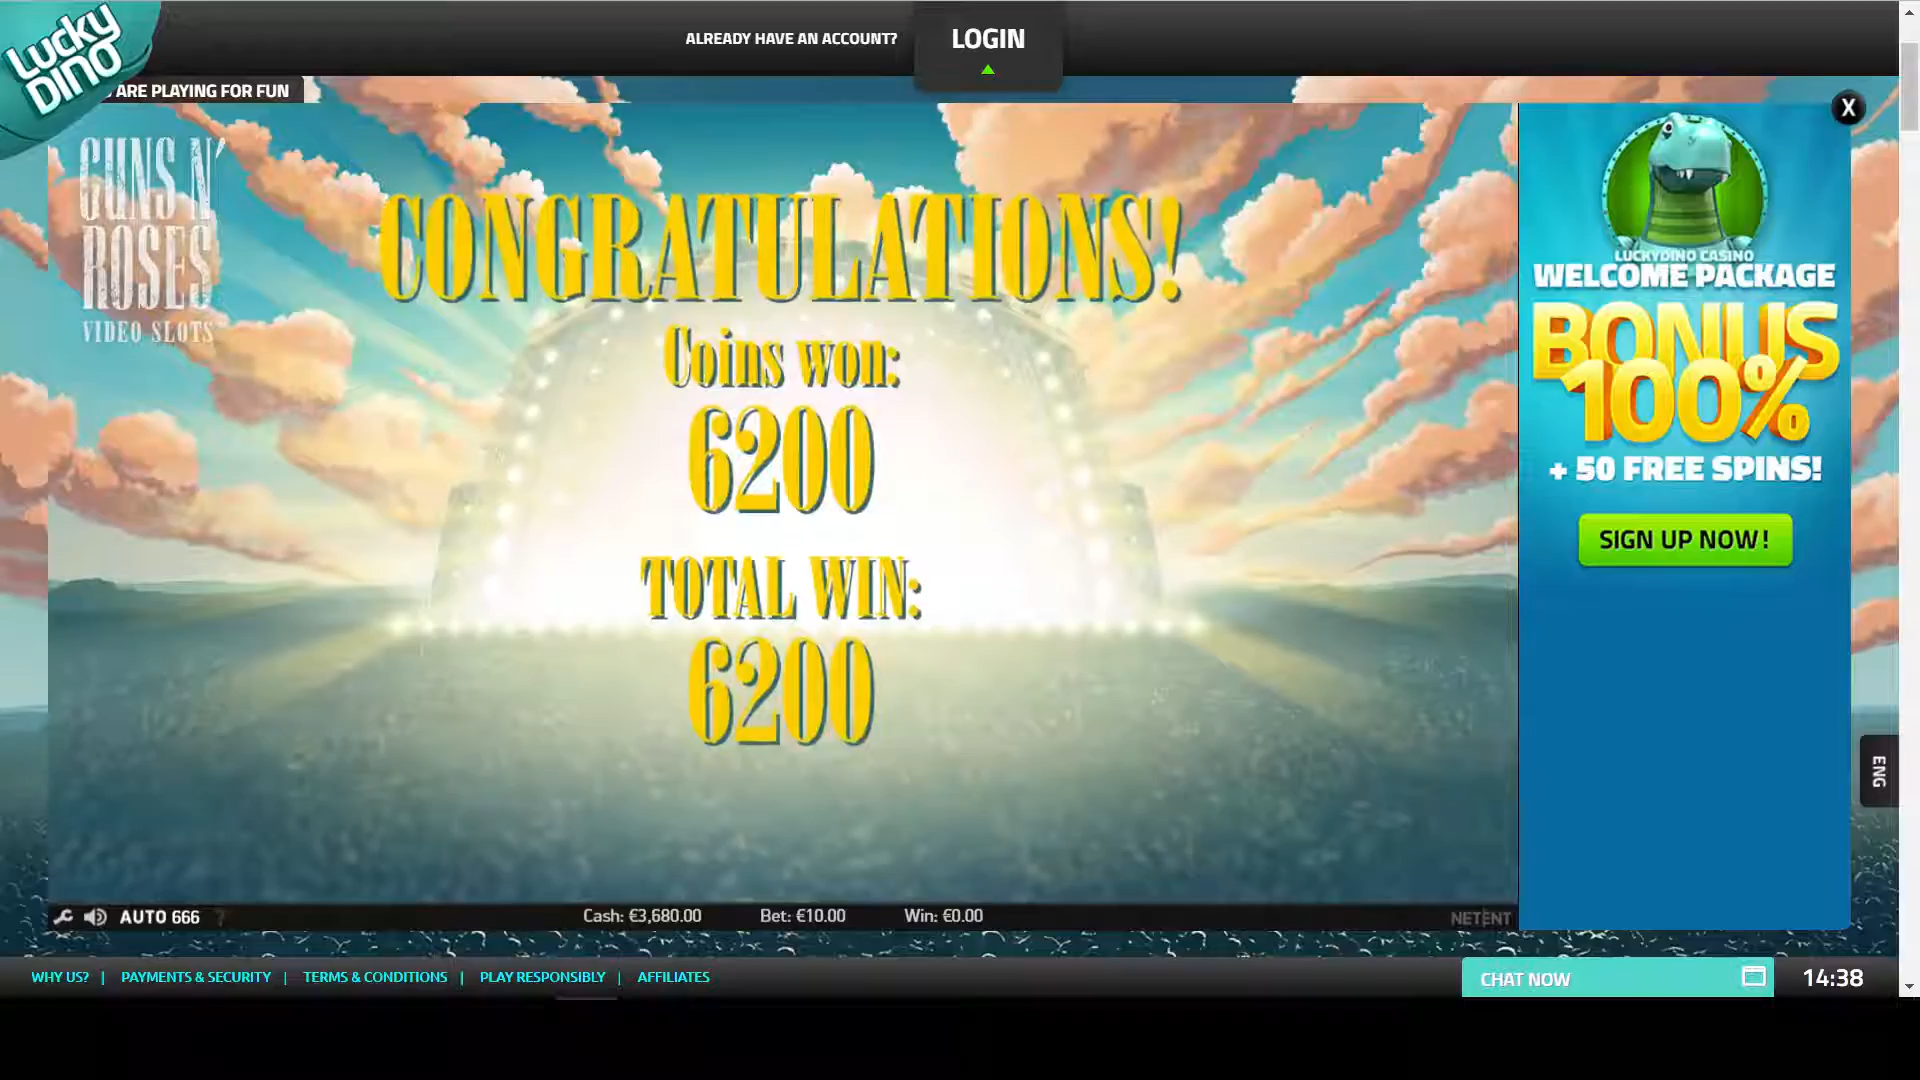 Lucky
DINO
ALREADY HAVE AN ACCOUNT?
LOGIN
ARE PLAYING FOR FUN
X
GUNS N'
ROSES
VIDEO SLOTS
CONGRATULATIONS!
Coins won:
6200
TOTAL WIN:
6200
LUCKYDINO CASINO
WELCOME PACKAGE
BONUS
100%
+ 50 FREE SPINS!
SIGN UP NOW!
ENG
AUTO 666 ?
Cash: €3,680.00
Bet: €10.00
Win: €0.00
NETENT
WHY US? | PAYMENTS & SECURITY | TERMS & CONDITIONS | PLAY RESPONSIBLY | AFFILIATES
CHAT NOW
14:38